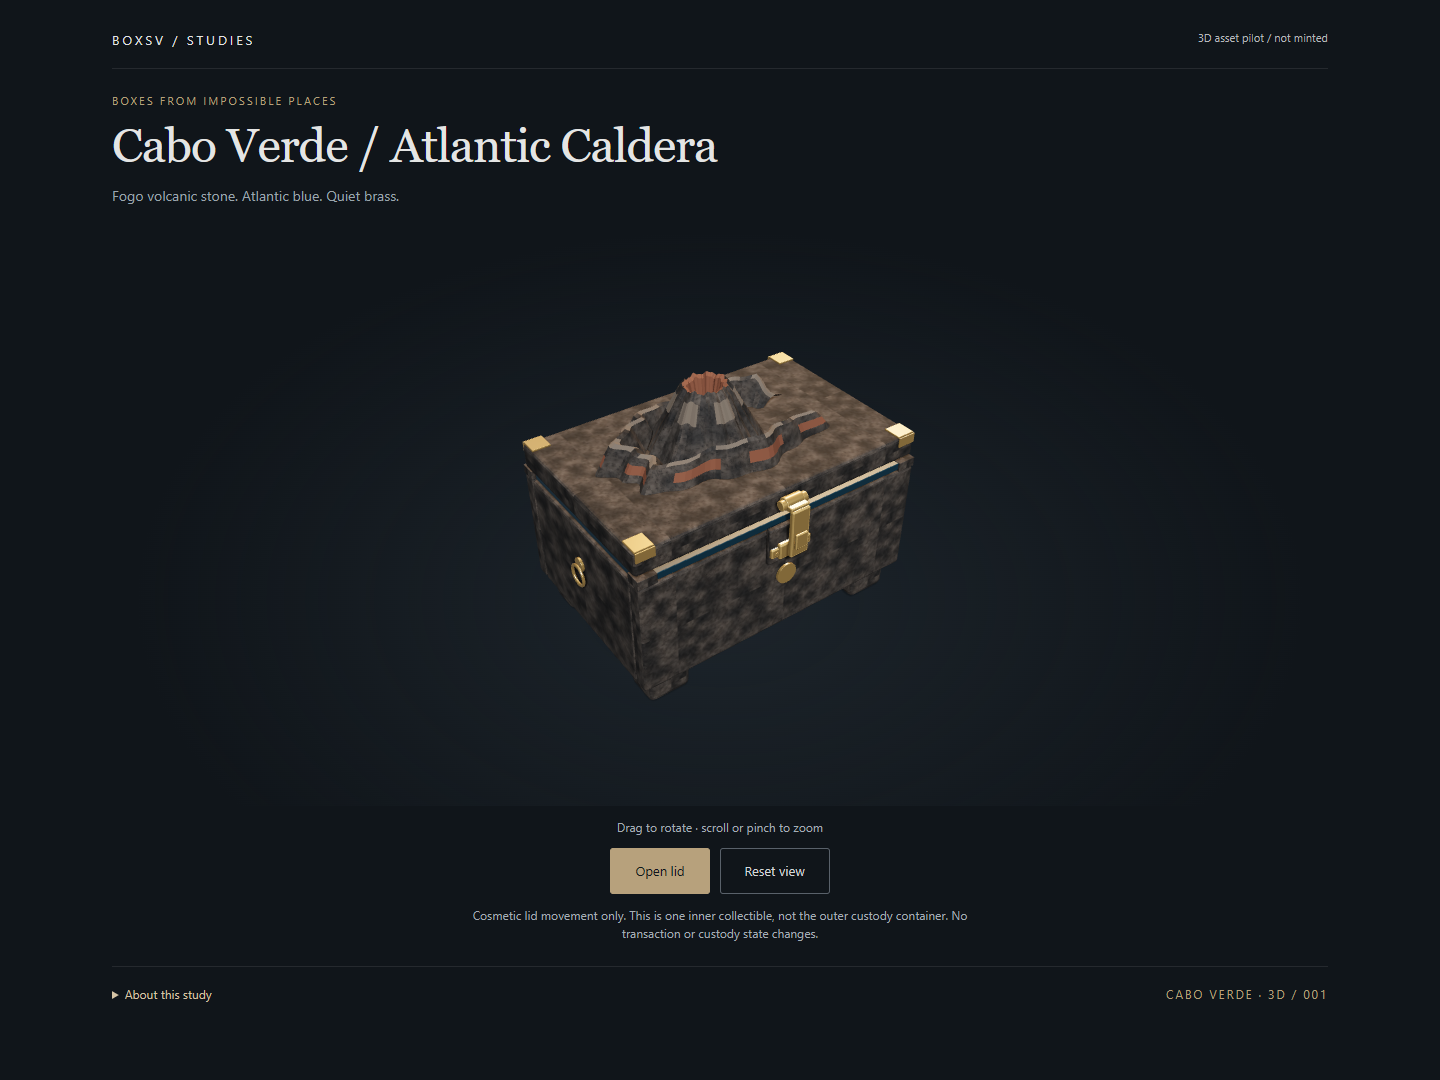 BOXSV / STUDIES
3D asset pilot / not minted
BOXES FROM IMPOSSIBLE PLACES
Cabo Verde / Atlantic Caldera
Fogo volcanic stone. Atlantic blue. Quiet brass.
Drag to rotate · scroll or pinch to zoom
Open lid
Reset view
Cosmetic lid movement only. This is one inner collectible, not the outer custody container. No
transaction or custody state changes.
About this study
CABO VERDE · 3D / 001